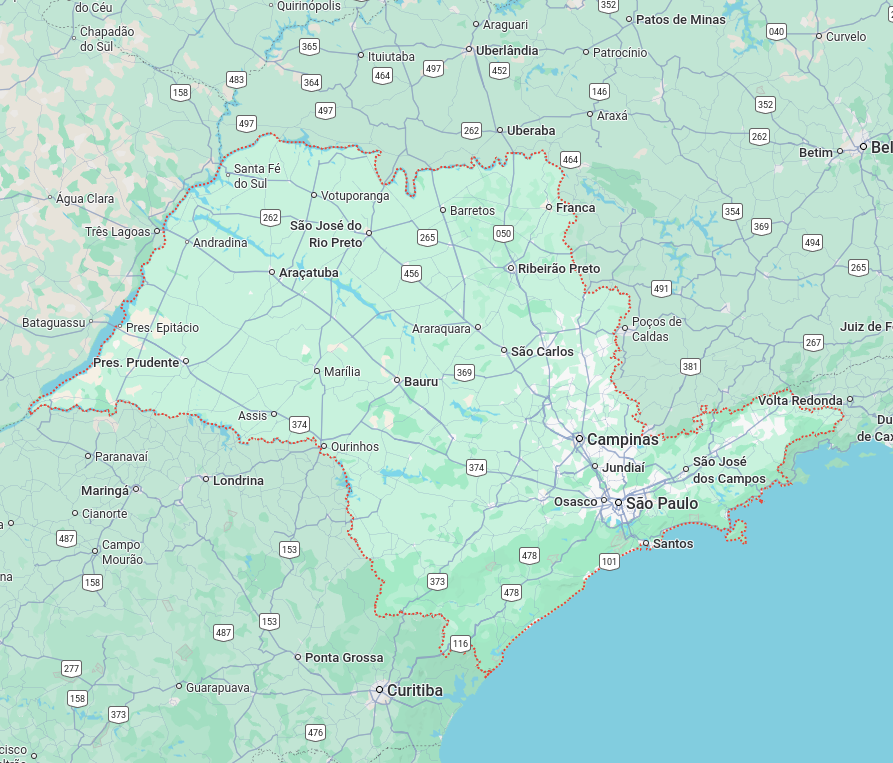 do Céu
Quirinópolis
352
Patos de Minas
Araguari
040
Curvelo
Chapadão
do Sul
365
Ituiutaba
Uberlândia
Patrocínio
464
497
452
483
364
158
146
352
497
Araxá
497
262
Uberaba
262
Betim
Bel
464
Santa Fé
do Sul
Água Clara
Votuporanga
Barretos
Franca
354
262
369
São José do
Rio Preto
265
050
Três Lagoas
Andradina
494
Araçatuba
456
Ribeirão Preto
265
491
Bataguassu
Pres. Epitácio
Araraquara
Poços de
Caldas
Juiz de F
267
São Carlos
Pres. Prudente
381
Marília
369
Bauru
Volta Redonda
Assis
374
Du
de Cax
Campinas
Ourinhos
Paranavaí
374
Jundiaí
São José
dos Campos
Londrina
Maringá
Osasco
São Paulo
Cianorte
a
487
Santos
Campo
Mourão
153
478
101
na
158
373
478
153
487
116
Ponta Grossa
277
Guarapuava
Curitiba
158
373
476
cisco